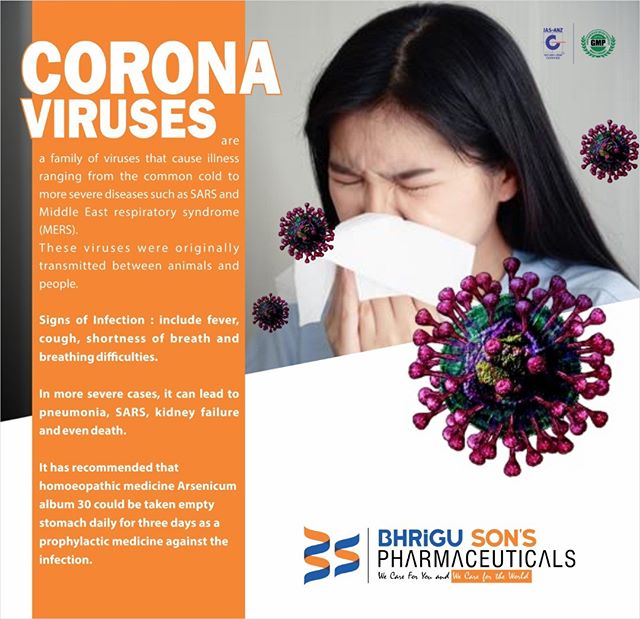 CORONA
VIRUSES
are
a family of viruses that cause illness
ranging from the common cold to
more severe diseases such as SARS and
Middle East respiratory syndrome
(MERS).
These viruses were originally
transmitted between animals and
people.
Signs of Infection : include fever,
cough, shortness of breath and
breathing difficulties.
In more severe cases, it can lead to
pneumonia, SARS, kidney failure
and even death.
It has recommended that
homoeopathic medicine Arsenicum
album 30 could be taken empty
stomach daily for three days as a
prophylactic medicine against the
infection.
JAS-ANZ
GMP
BHRiGU SON'S
PHARMACEUTICALS
We Care For You and We Care for the World